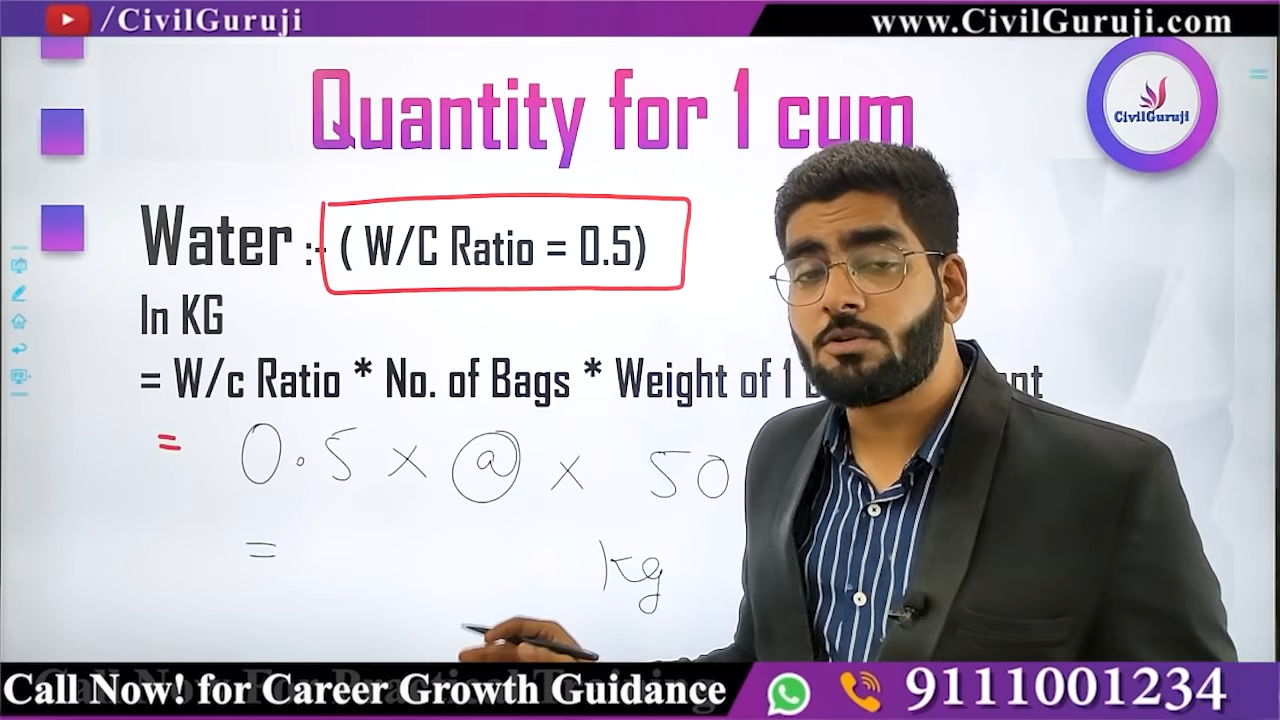 /CivilGuruji
www.CivilGuruji.com
Quantity for 1 cum
CivilGuruji
Water :- ( W/C Ratio = 0.5)
In KG
= W/c Ratio * No. of Bags * Weight of 1
= 0.5 × @ × 50
= kg
Call Now! for Career Growth Guidance
9111001234